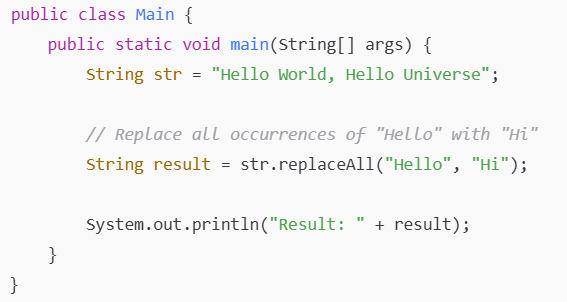 public class Main {
    public static void main(String[] args) {
        String str = "Hello World, Hello Universe";

        // Replace all occurrences of "Hello" with "Hi"
        String result = str.replaceAll("Hello", "Hi");

        System.out.println("Result: " + result);
    }
}